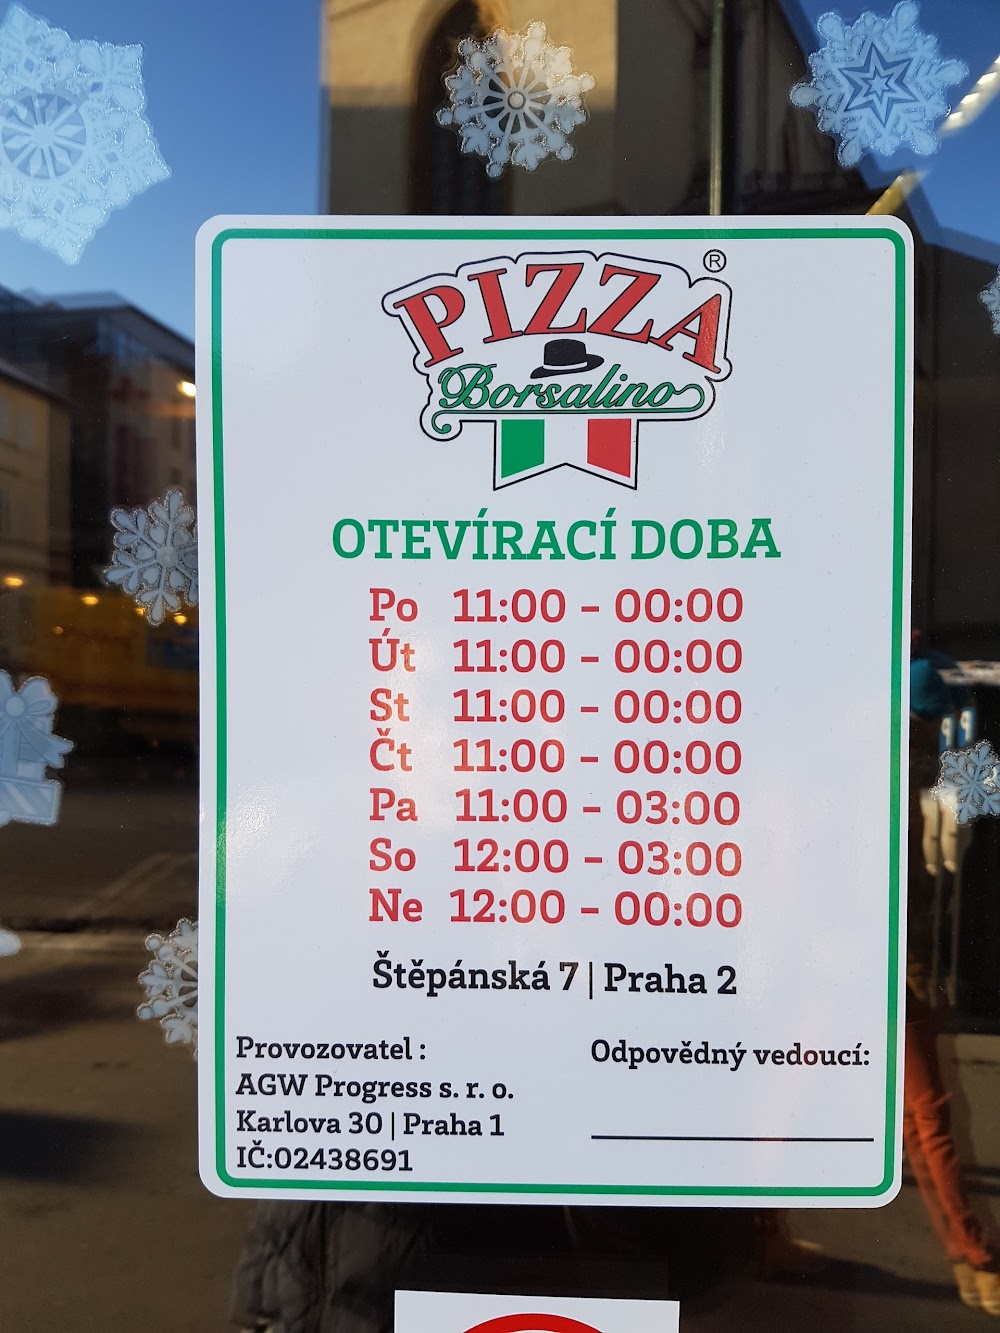 PIZZA ®
Borsalino
OTEVÍRACÍ DOBA
Po 11:00 - 00:00
Út 11:00 - 00:00
St 11:00 - 00:00
Čt 11:00 - 00:00
Pa 11:00 - 03:00
So 12:00 - 03:00
Ne 12:00 - 00:00
Štěpánská 7 | Praha 2
Provozovatel :
AGW Progress s. r. o.
Karlova 30 | Praha 1
IČ:02438691
Odpovědný vedoucí: